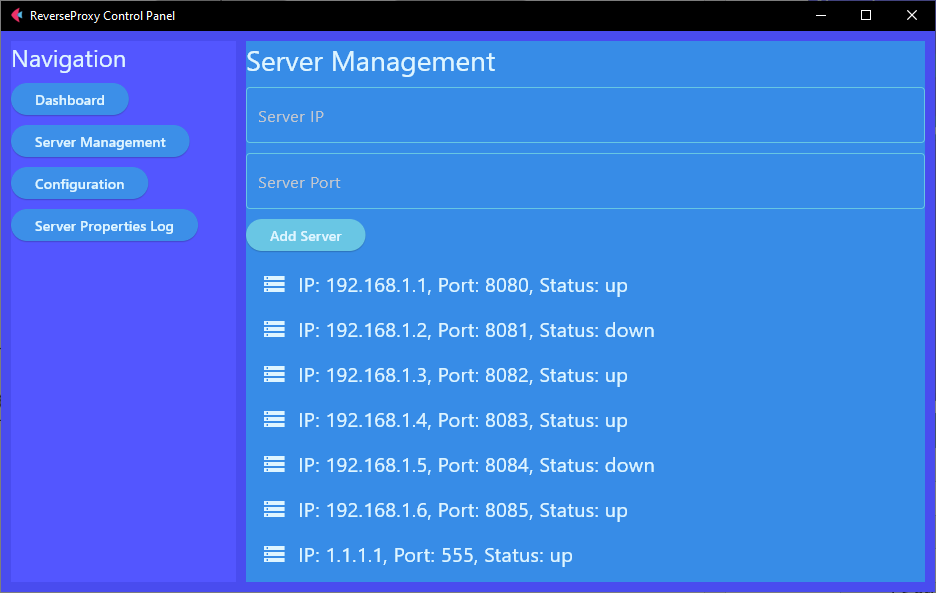 ReverseProxy Control Panel
Navigation
Dashboard
Server Management
Configuration
Server Properties Log
Server Management
Server IP
Server Port
Add Server
IP: 192.168.1.1, Port: 8080, Status: up
IP: 192.168.1.2, Port: 8081, Status: down
IP: 192.168.1.3, Port: 8082, Status: up
IP: 192.168.1.4, Port: 8083, Status: up
IP: 192.168.1.5, Port: 8084, Status: down
IP: 192.168.1.6, Port: 8085, Status: up
IP: 1.1.1.1, Port: 555, Status: up